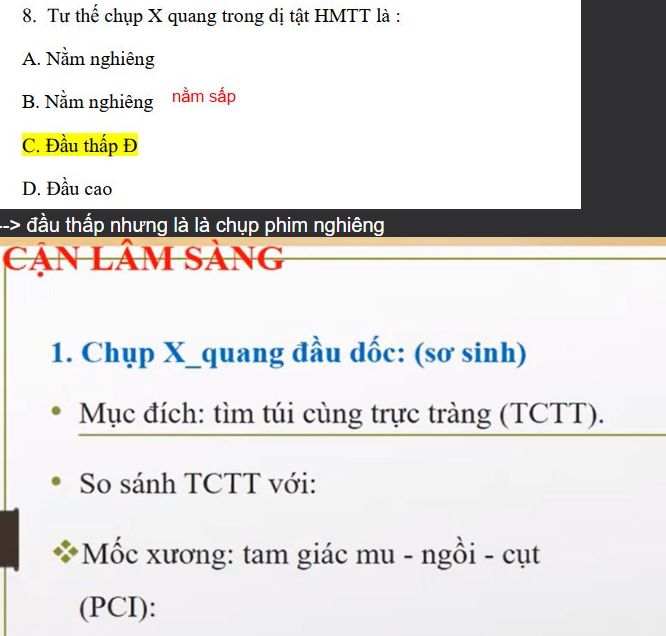 8. Tư thế chụp X quang trong dị tật HMTT là :
A. Nằm nghiêng
B. Nằm nghiêng nằm sấp
C. Đầu thấp Đ
D. Đầu cao
--> đầu thấp nhưng là là chụp phim nghiêng
CẬN LÂM SÀNG
1. Chụp X_quang đầu dốc: (sơ sinh)
• Mục đích: tìm túi cùng trực tràng (TCTT).
• So sánh TCTT với:
❖Mốc xương: tam giác mu - ngồi - cụt
(PCI):